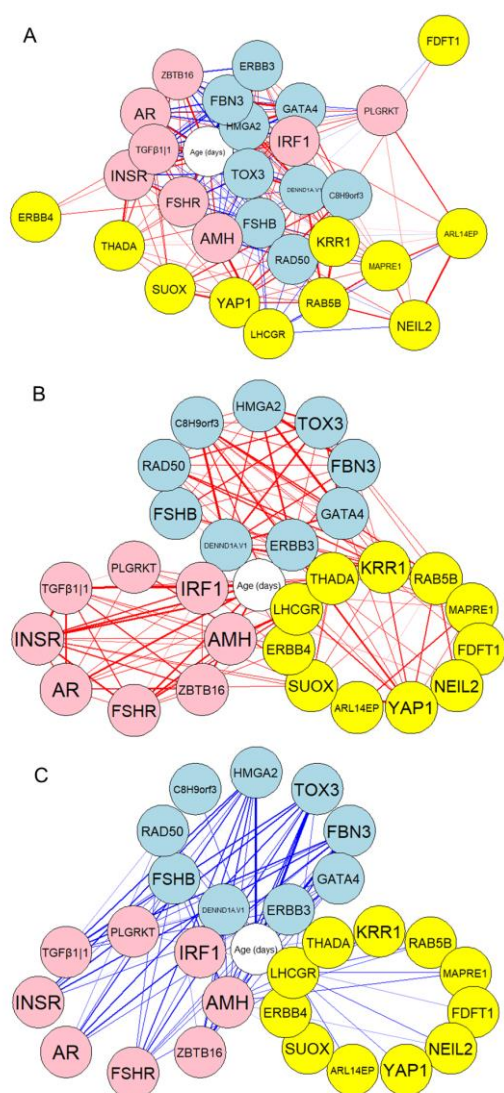 A
FDFT1
ERBB3
ZBTB16
FBN3
GATA4
PLGRKT
AR
HMGA2
IRF1
TGFβ1|1
Age (days)
INSR
TOX3
DENND1A.V1
C8H9orf3
FSHR
ERBB4
FSHB
AMH
KRR1
ARL14EP
THADA
RAD50
MAPRE1
SUOX
YAP1
RAB5B
LHCGR
NEIL2
B
HMGA2
C8H9orf3
TOX3
RAD50
FBN3
FSHB
GATA4
DENND1A.V1
ERBB3
PLGRKT
KRR1
TGFβ1|1
IRF1
Age (days)
THADA
RAB5B
LHCGR
MAPRE1
INSR
AMH
ERBB4
FDFT1
AR
ZBTB16
SUOX
NEIL2
FSHR
ARL14EP
YAP1
C
HMGA2
C8H9orf3
TOX3
RAD50
FBN3
FSHB
GATA4
DENND1A.V1
ERBB3
PLGRKT
KRR1
TGFβ1|1
IRF1
Age (days)
THADA
RAB5B
LHCGR
MAPRE1
INSR
AMH
ERBB4
FDFT1
AR
ZBTB16
SUOX
NEIL2
FSHR
ARL14EP
YAP1